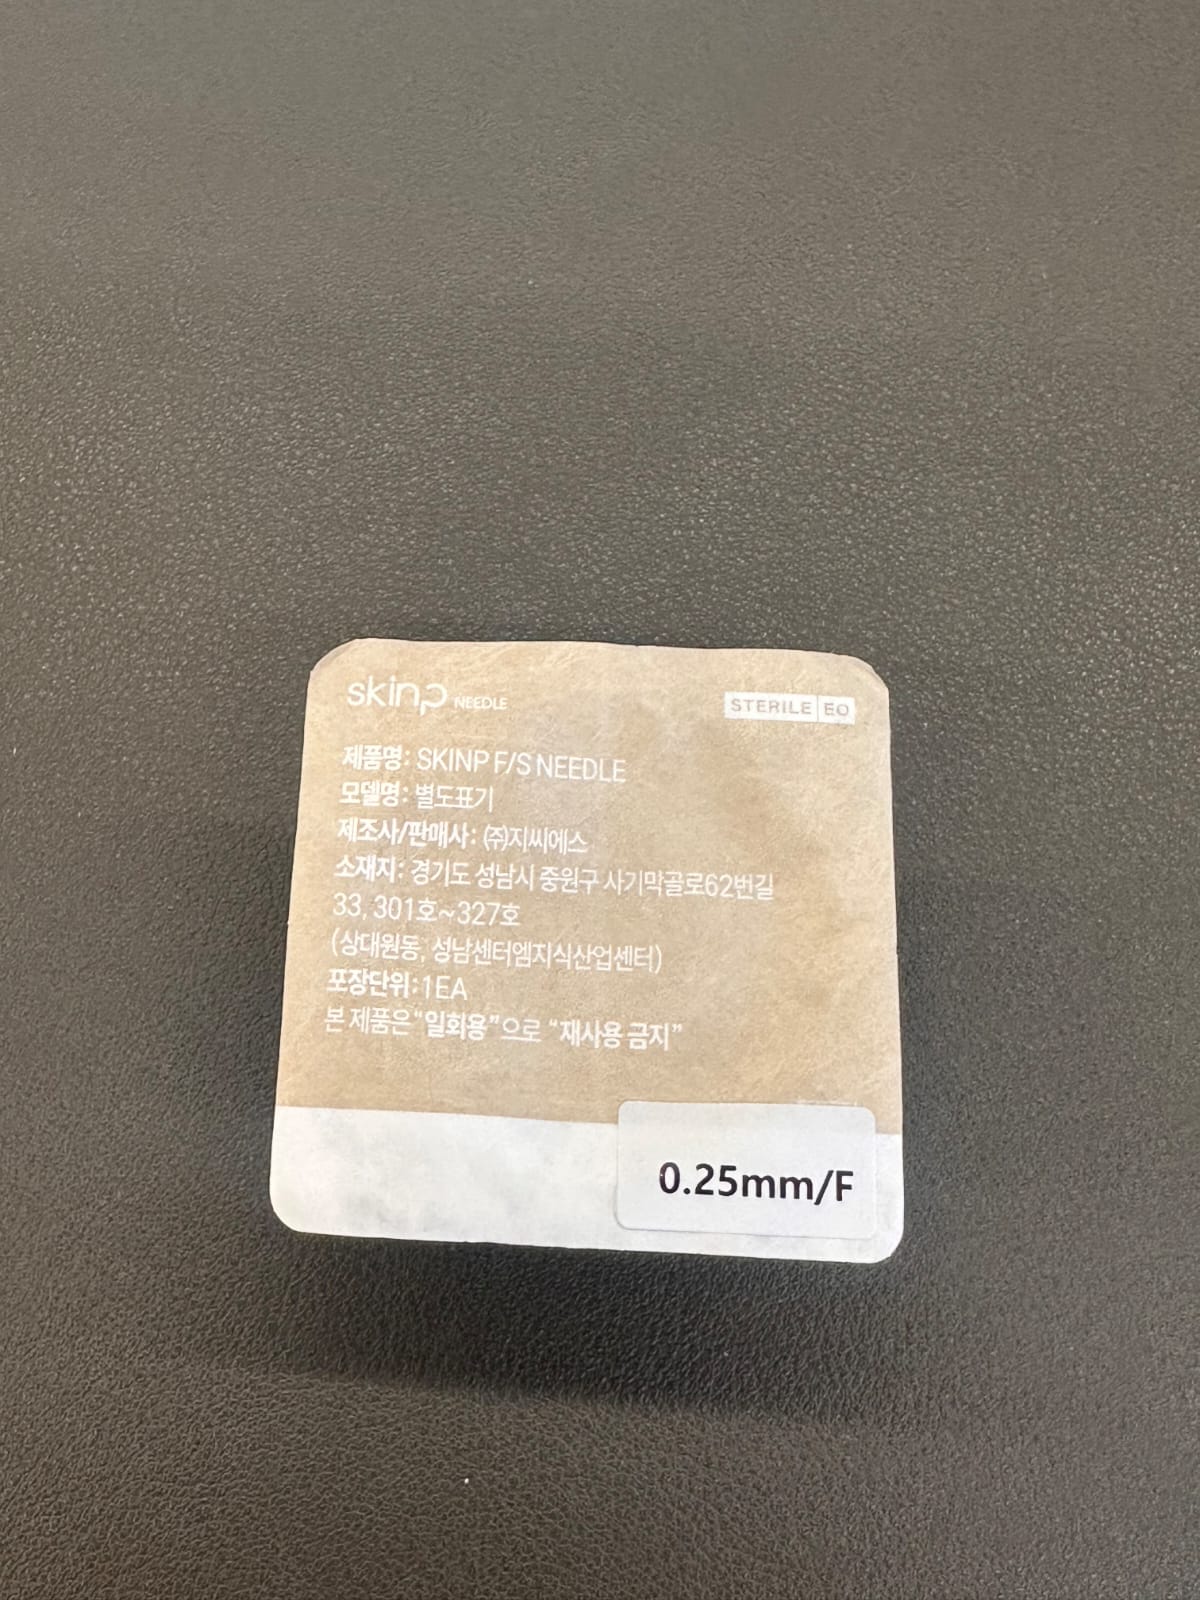 skinp NEEDLE
STERILE EO
제품명: SKINP F/S NEEDLE
모델명: 별도표기
제조사/판매사: ㈜지씨에스
소재지: 경기도 성남시 중원구 사기막골로62번길
33, 301호~327호
(상대원동, 성남센터엠지식산업센터)
포장단위:1EA
본 제품은“일회용”으로 “재사용 금지”
0.25mm/F